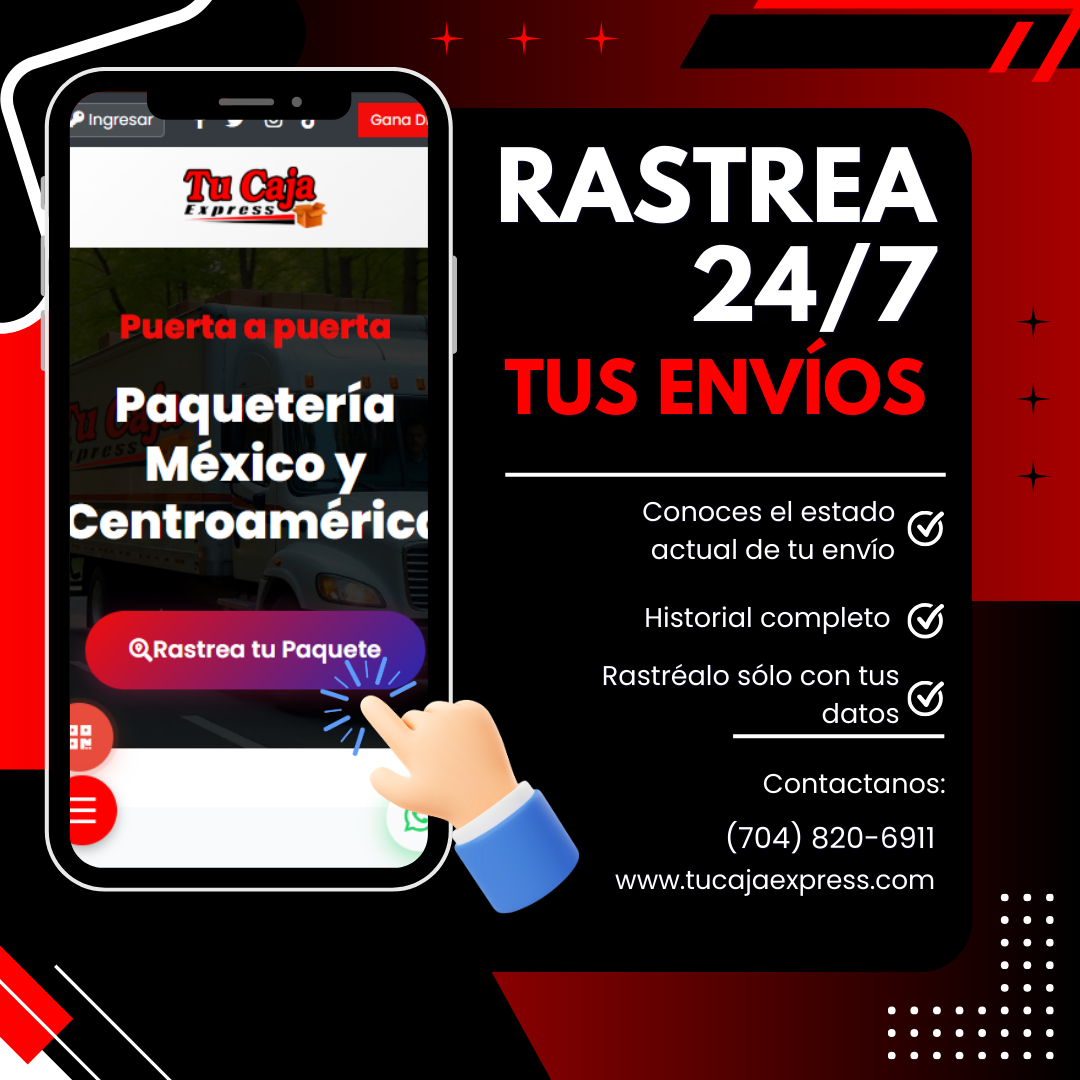 Ingresar
Gana D
Tu Caja
Express
Puerta a puerta
Paquetería
México y
Centroaméric
Rastrea tu Paquete
RASTREA
24/7
TUS ENVÍOS
Conoces el estado
actual de tu envío
Historial completo
Rastréalo sólo con tus
datos
Contactanos:
(704) 820-6911
www.tucajaexpress.com